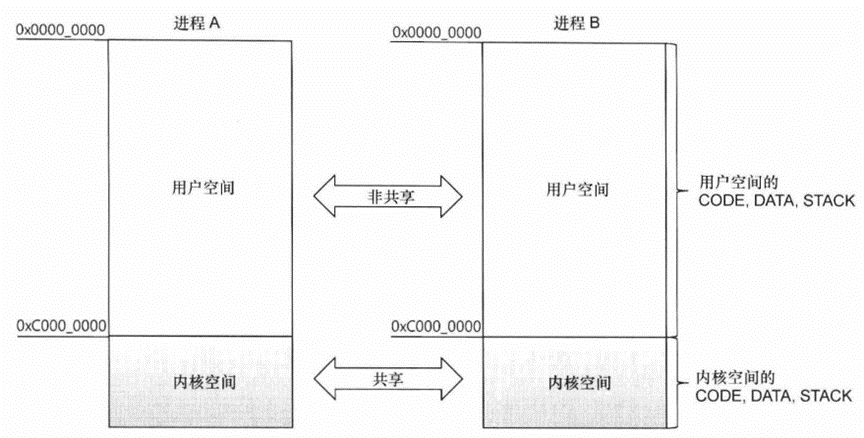 进程 A
进程 B
0x0000_0000
0x0000_0000
用户空间
非共享
用户空间
用户空间的
CODE, DATA, STACK
0xC000_0000
0xC000_0000
内核空间
共享
内核空间
内核空间的
CODE, DATA, STACK